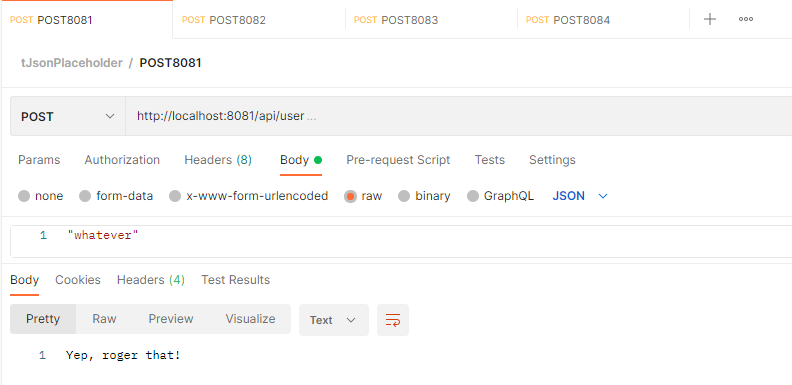 POST POST8081 POST POST8082 POST POST8083 POST POST8084
tJsonPlaceholder / POST8081
POST http://localhost:8081/api/user ...
Params Authorization Headers (8) Body Pre-request Script Tests Settings
none form-data x-www-form-urlencoded raw binary GraphQL JSON
1 "whatever"
Body Cookies Headers (4) Test Results
Pretty Raw Preview Visualize Text
1 Yep, roger that!